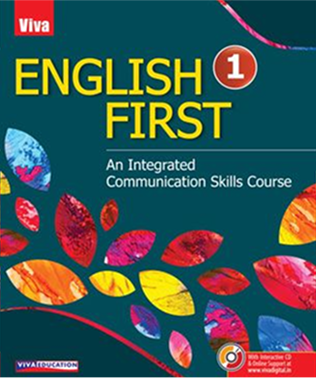 Viva
ENGLISH 1
FIRST
An Integrated
Communication Skills Course
VIVA EDUCATION
With Interactive CD
& Online Support at
www.vivadigital.in